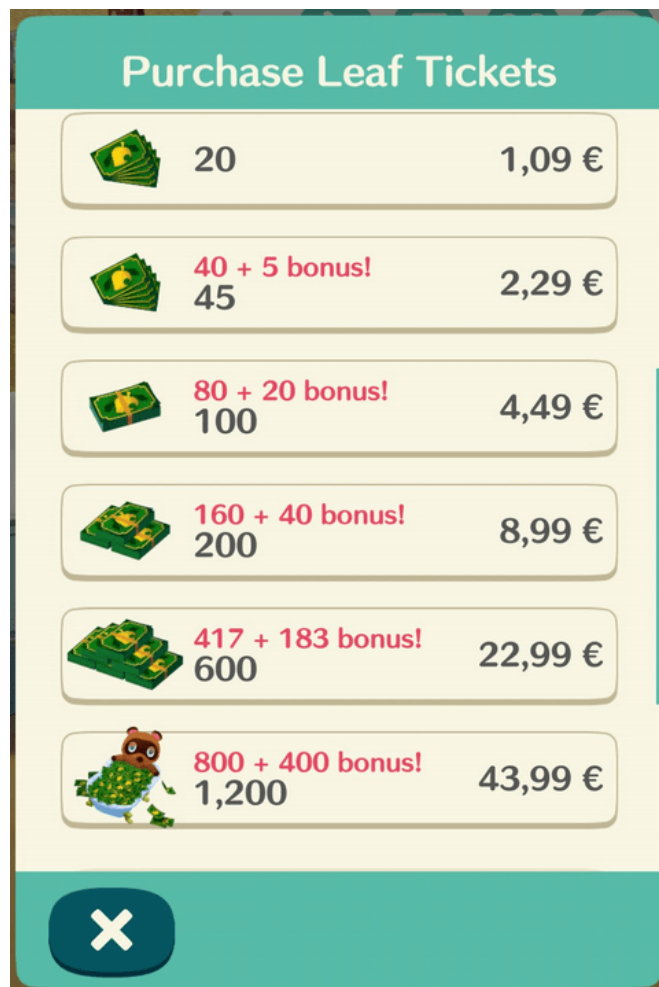 Purchase Leaf Tickets
20 1,09 €
40 + 5 bonus!
45 2,29 €
80 + 20 bonus!
100 4,49 €
160 + 40 bonus!
200 8,99 €
417 + 183 bonus!
600 22,99 €
800 + 400 bonus!
1,200 43,99 €